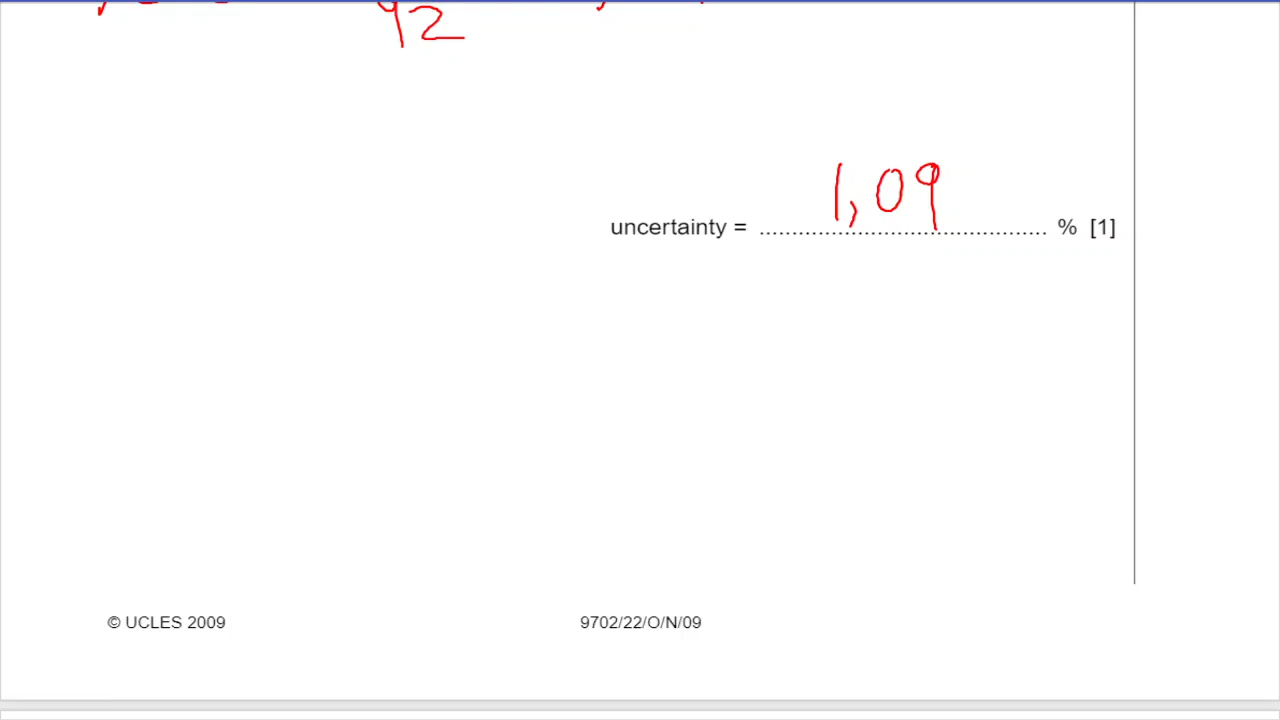 92
1,09
uncertainty = ............................................ % [1]
© UCLES 2009
9702/22/O/N/09